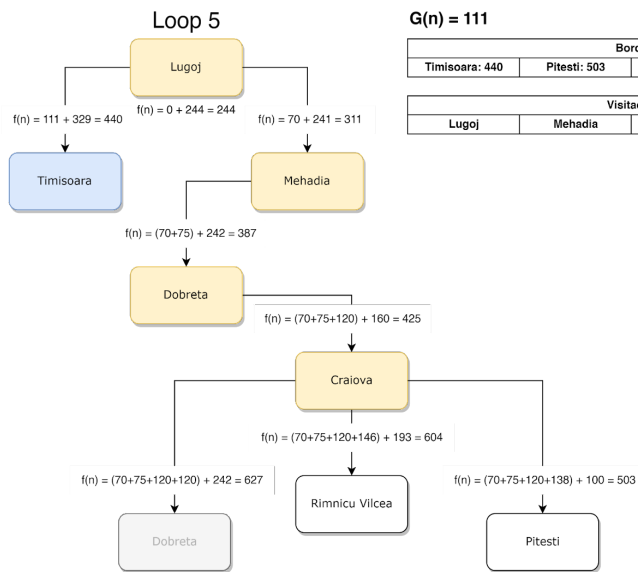 Loop 5
G(n) = 111
Lugoj
Timisoara: 440
Pitesti: 503
f(n) = 0 + 244 = 244
f(n) = 111 + 329 = 440
f(n) = 70 + 241 = 311
Lugoj
Mehadia
Timisoara
Mehadia
f(n) = (70+75) + 242 = 387
Dobreta
f(n) = (70+75+120) + 160 = 425
Craiova
f(n) = (70+75+120+146) + 193 = 604
f(n) = (70+75+120+120) + 242 = 627
f(n) = (70+75+120+138) + 100 = 503
Rimnicu Vilcea
Dobreta
Pitesti